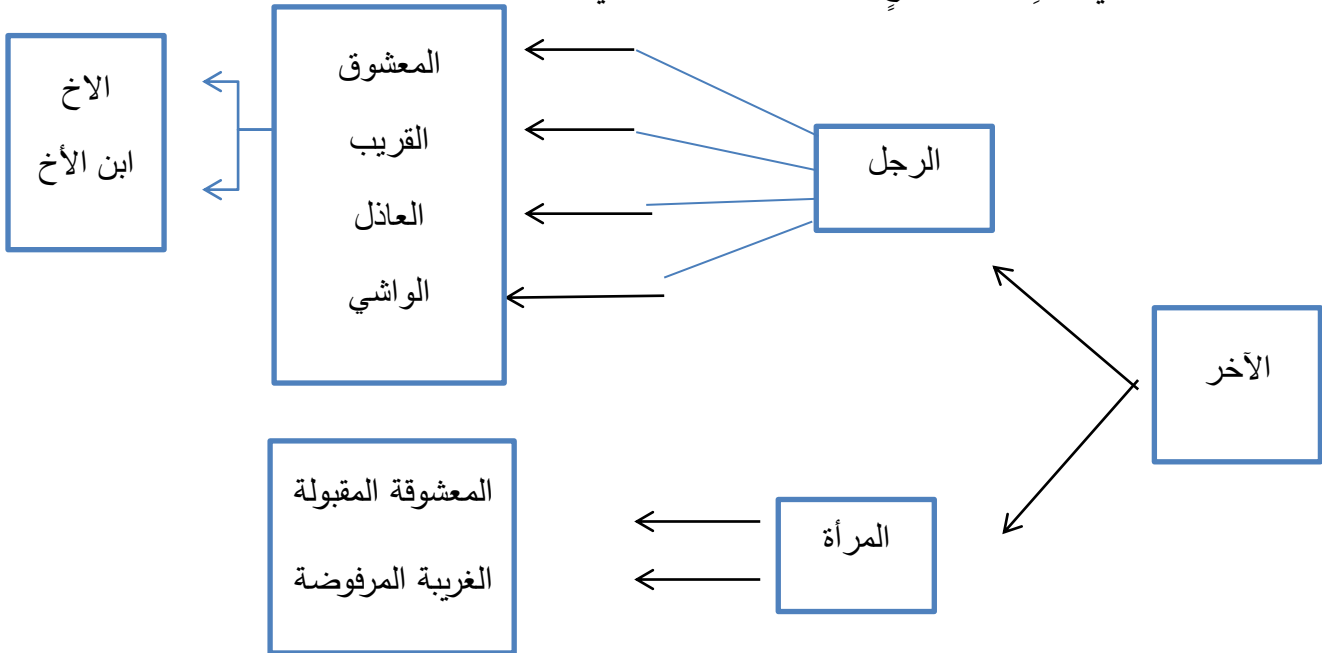 الآخر
الرجل
المعشوق
القريب
العاذل
الواشي
الاخ
ابن الأخ
المرأة
المعشوقة المقبولة
الغريبة المرفوضة